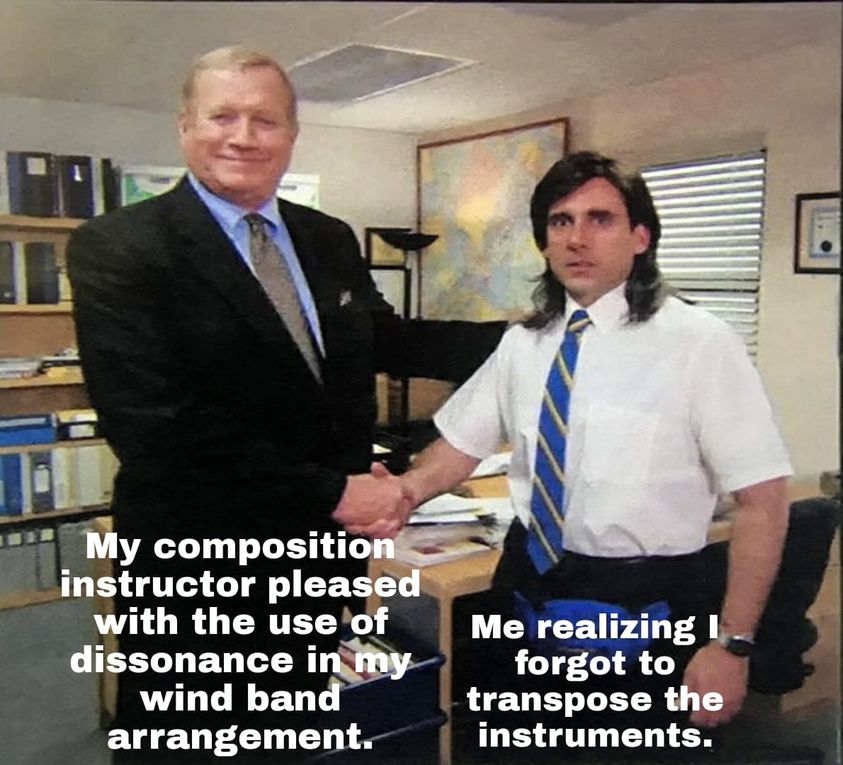 My composition
instructor pleased
with the use of
dissonance in my
wind band
arrangement.
Me realizing I
forgot to
transpose the
instruments.